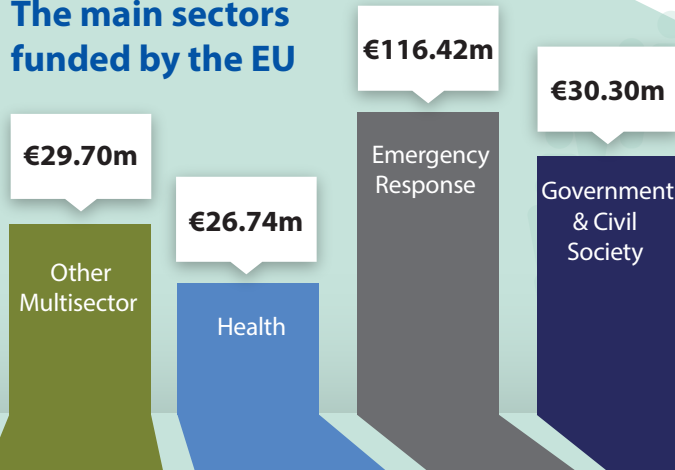 The main sectors
funded by the EU
€29.70m
Other
Multisector
€26.74m
Health
€116.42m
Emergency
Response
€30.30m
Government
& Civil
Society